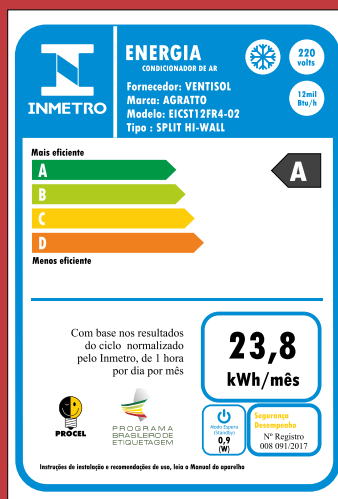 INMETRO
ENERGIA
CONDICIONADOR DE AR
Fornecedor: VENTISOL
Marca: AGRATTO
Modelo: EICST12FR4-02
Tipo : SPLIT HI-WALL
220
volts
12mil
Btu/h
Mais eficiente
A
A
B
C
D
Menos eficiente
Com base nos resultados
do ciclo normalizado
pelo Inmetro, de 1 hora
por dia por mês
23,8
kWh/mês
PROCEL
PROGRAMA
BRASILEIRO DE
ETIQUETAGEM
Modo Espera
(Standby)
0,9
(W)
Segurança
Desempenho
Nº Registro
008 091/2017
Instruções de instalação e recomendações de uso, leia o Manual do aparelho